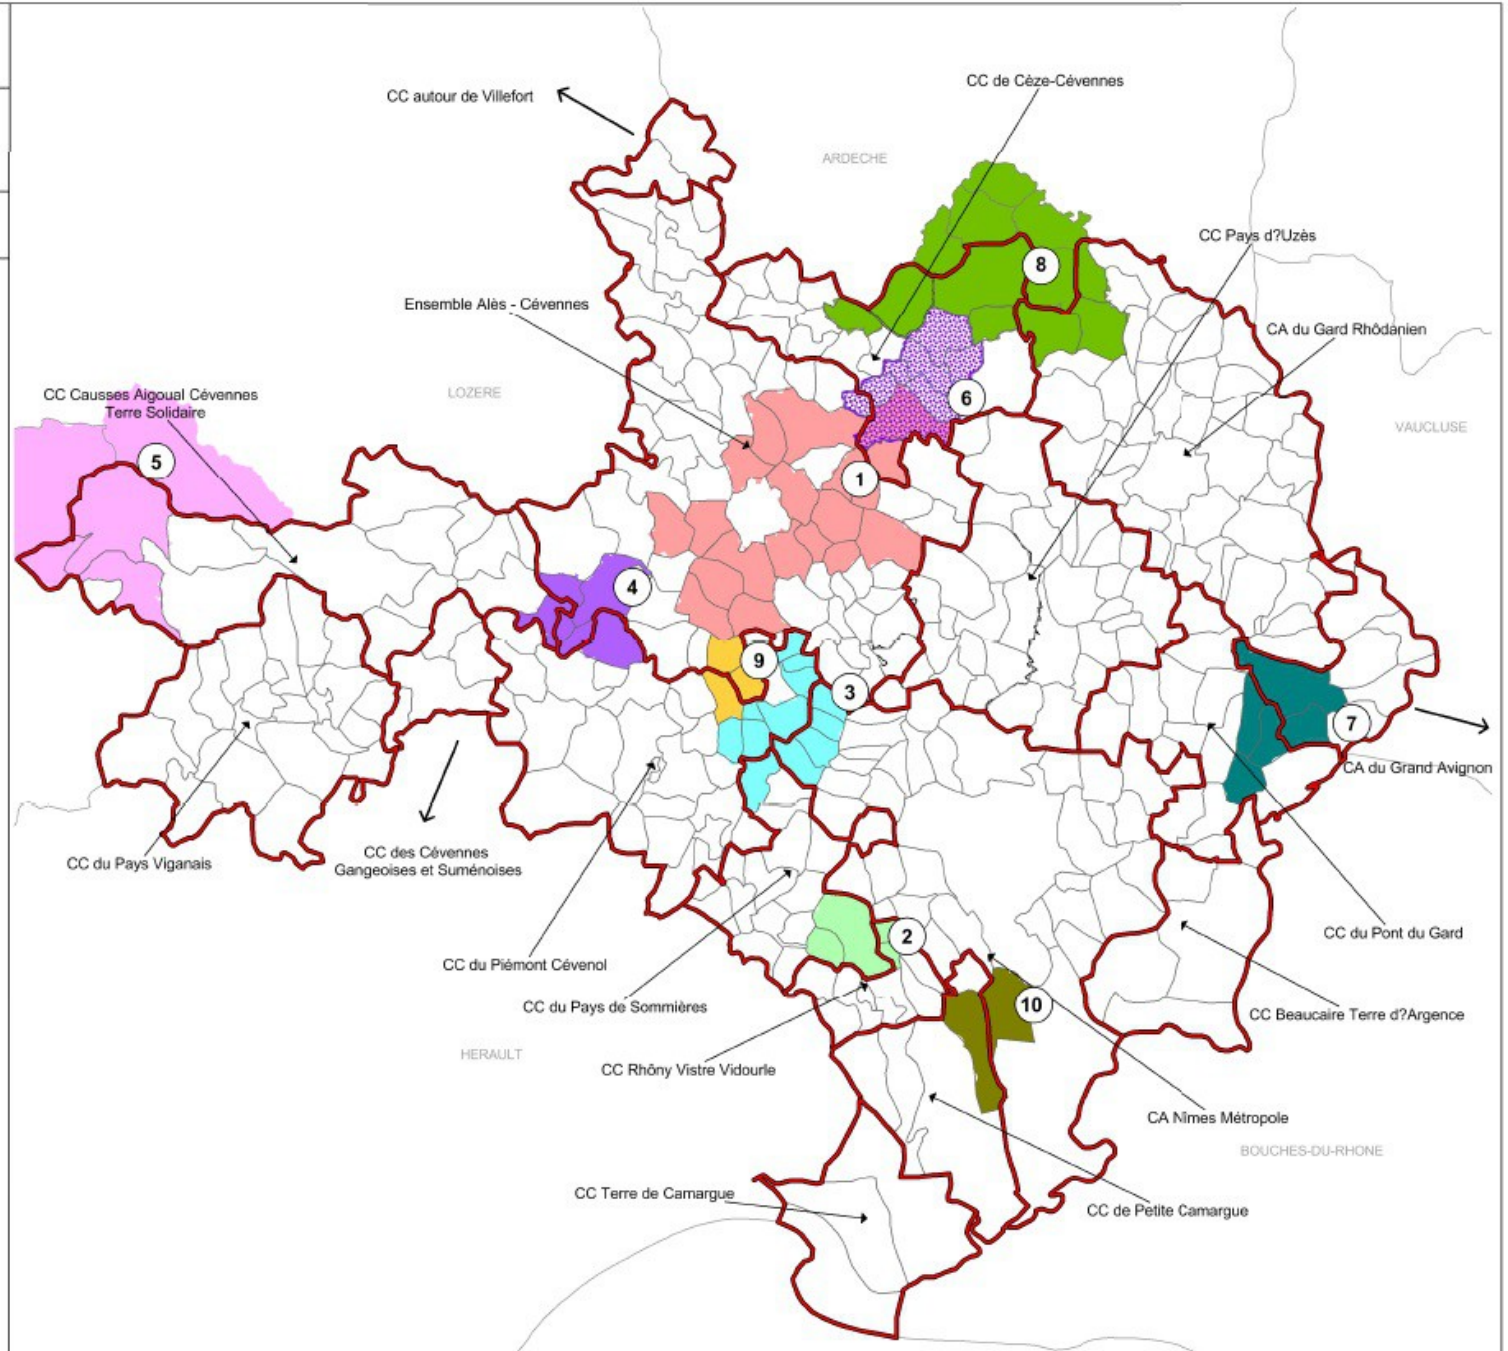 CC de Cèze-Cévennes
CC autour de Villefort
ARDECHE
CC Pays d?Uzès
8
Ensemble Alès - Cévennes
CA du Gard Rhôdanien
LOZERE
CC Causses Aigoual Cévennes
Terre Solidaire
6
VAUCLUSE
5
1
4
9
3
7
CA du Grand Avignon
CC du Pays Viganais
CC des Cévennes
Gangeoises et Suménoises
2
CC du Pont du Gard
CC du Piémont Cévenol
10
CC du Pays de Sommières
CC Beaucaire Terre d?Argence
HERAULT
CC Rhôny Vistre Vidourle
CA Nîmes Métropole
BOUCHES-DU-RHONE
CC Terre de Camargue
CC de Petite Camargue